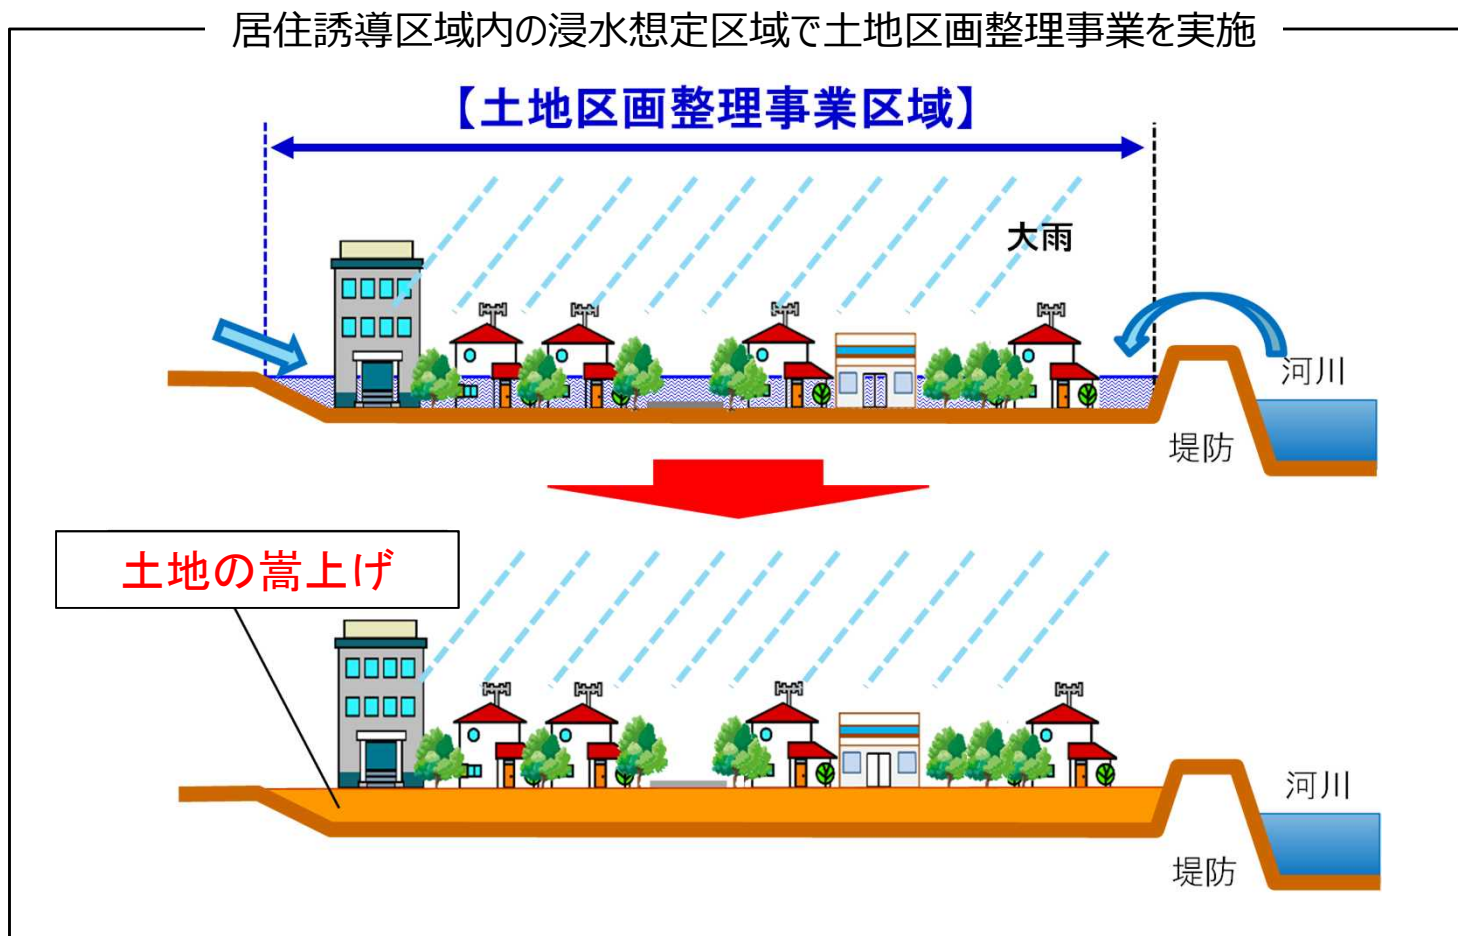 居住誘導区域内の浸水想定区域で土地区画整理事業を実施
【土地区画整理事業区域】
大雨
河川
堤防
土地の嵩上げ
河川
堤防